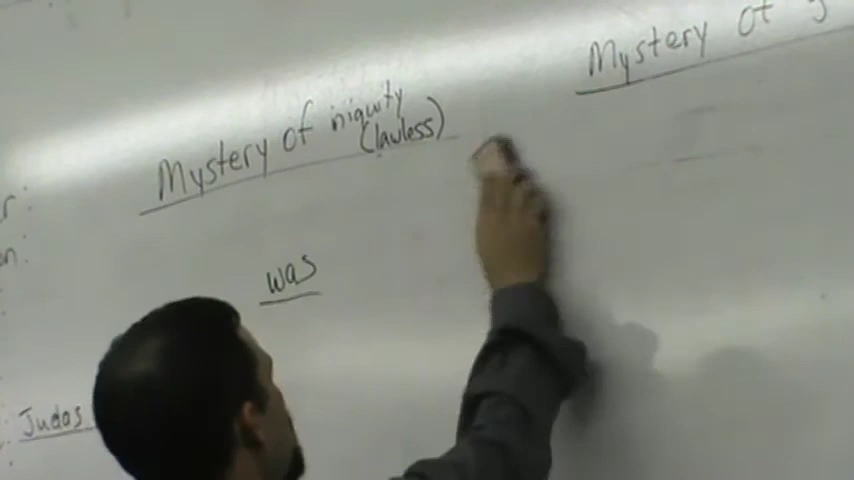 Mystery of
Mystery of iniquity
(lawless)
was
Judas